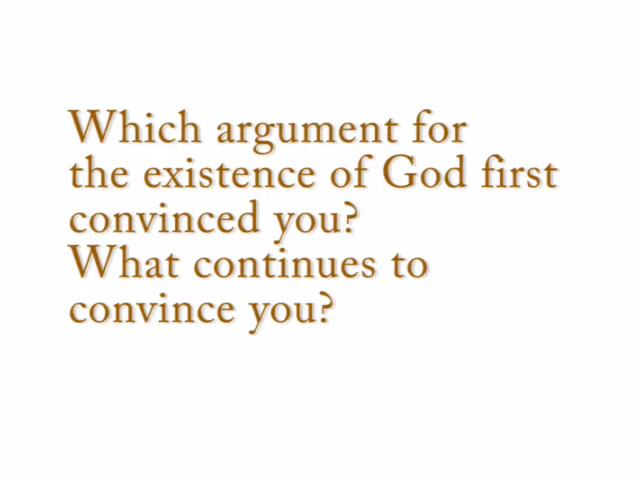 Which argument for
the existence of God first
convinced you?
What continues to
convince you?